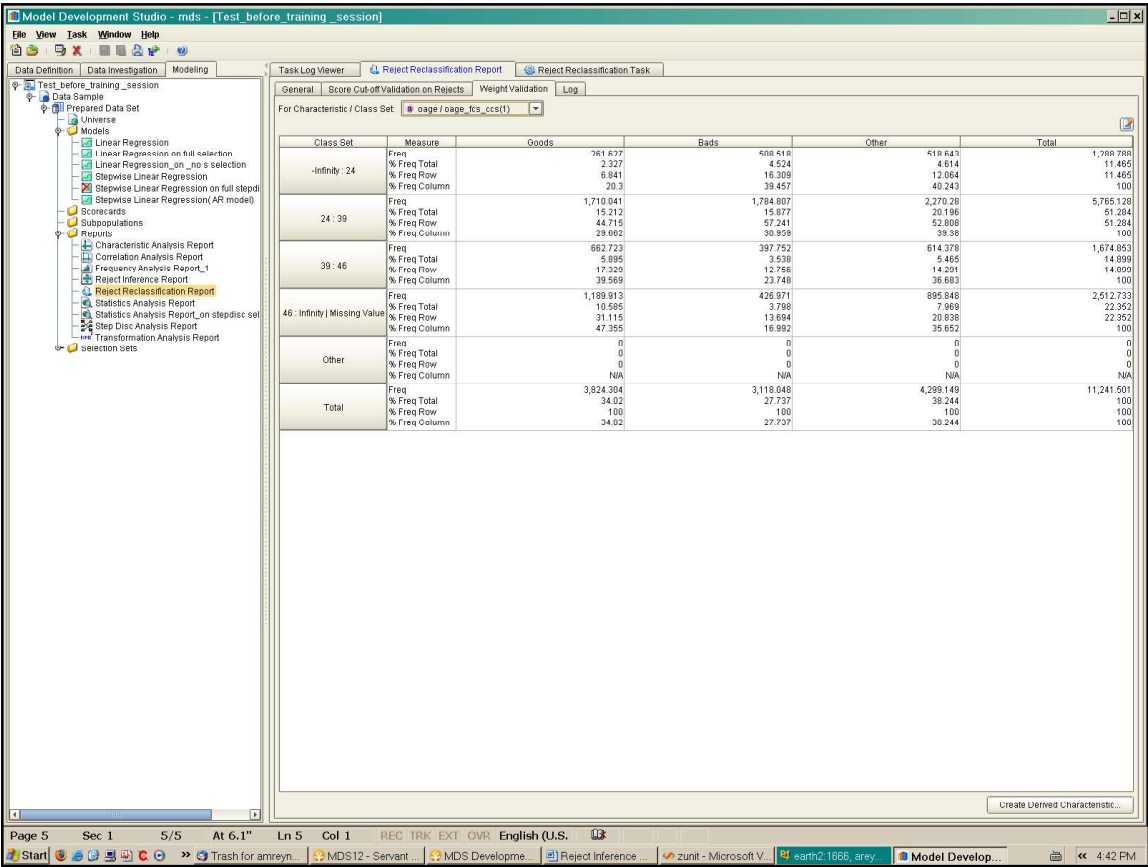 Model Development Studio - mds - [Test_before_training _session]
File View Task Window Help
Data Definition Data Investigation Modeling
Test_before_training _session
Data Sample
Prepared Data Set
Universe
Models
Linear Regression
Linear Regression on full selection
Linear Regression_on _no s selection
Stepwise Linear Regression
Stepwise Linear Regression on full stepdi
Stepwise Linear Regression(AR model)
Scorecards
Subpopulations
Reports
Characteristic Analysis Report
Correlation Analysis Report
Frequency Analysis Report_1
Reject Inference Report
Reject Reclassification Report
Statistics Analysis Report
Statistics Analysis Report_on stepdisc sel
Step Disc Analysis Report
Transformation Analysis Report
Selection Sets
Task Log Viewer Reject Reclassification Report Reject Reclassification Task
General Score Cut-off Validation on Rejects Weight Validation Log
For Characteristic / Class Set: # oage / oage_fcs_ccs(1)
Class Set Measure Goods Bads Other Total
-Infinity : 24
Freq 261.627 508.518 518.643 1,288.788
% Freq Total 2.327 4.524 4.614 11.465
% Freq Row 6.841 16.309 12.064 11.465
% Freq Column 20.3 39.457 40.243 100
24 : 39
Freq 1,710.041 1,784.807 2,270.28 5,765.128
% Freq Total 15.212 15.877 20.196 51.284
% Freq Row 44.715 57.241 52.808 51.284
% Freq Column 29.662 30.959 39.38 100
39 : 46
Freq 662.723 397.752 614.378 1,674.853
% Freq Total 5.895 3.538 5.465 14.899
% Freq Row 17.329 12.756 14.291 14.899
% Freq Column 39.569 23.748 36.683 100
46 : Infinity | Missing Value
Freq 1,189.913 426.971 895.848 2,512.733
% Freq Total 10.585 3.798 7.969 22.352
% Freq Row 31.115 13.694 20.838 22.352
% Freq Column 47.355 16.992 35.652 100
Other
Freq 0 0 0 0
% Freq Total 0 0 0 0
% Freq Row 0 0 0 0
% Freq Column N/A N/A N/A N/A
Total
Freq 3,824.304 3,118.048 4,299.149 11,241.501
% Freq Total 34.02 27.737 38.244 100
% Freq Row 100 100 100 100
% Freq Column 34.02 27.737 38.244 100
Create Derived Characteristic...
Page 5 Sec 1 5/5 At 6.1" Ln 5 Col 1 REC TRK EXT OVR English (U.S.
Start » Trash for amreyn... MDS12 - Servant ... MDS Developme... Reject Inference ... zunit - Microsoft V... earth2:1666, arey... Model Develop... « 4:42 PM